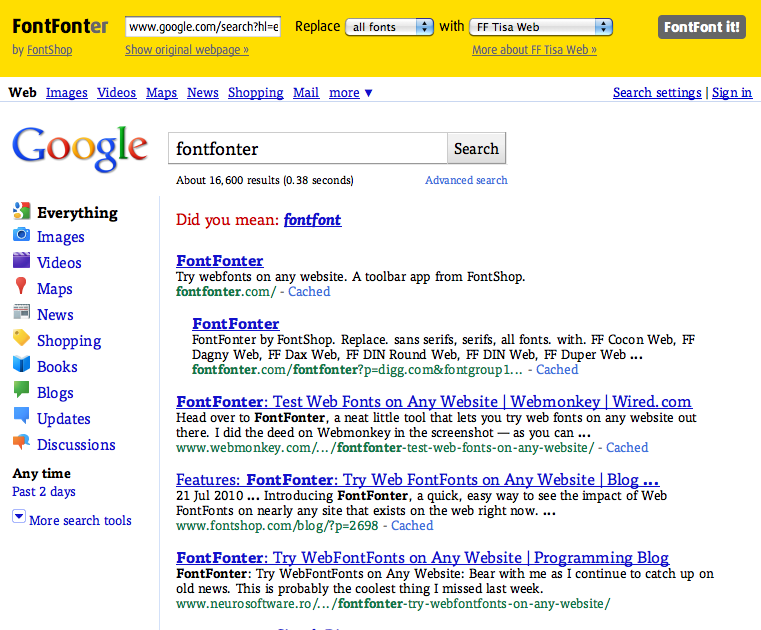 FontFonter www.google.com/search?hl=e Replace all fonts with FF Tisa Web FontFont it!
by FontShop Show original webpage » More about FF Tisa Web »
Web Images Videos Maps News Shopping Mail more ▼ Search settings | Sign in
Google fontfonter Search
About 16,600 results (0.38 seconds) Advanced search
Everything
Images
Videos
Maps
News
Shopping
Books
Blogs
Updates
Discussions
Any time
Past 2 days
More search tools
Did you mean: fontfont
FontFonter
Try webfonts on any website. A toolbar app from FontShop.
fontfonter.com/ - Cached
FontFonter
FontFonter by FontShop. Replace. sans serifs, serifs, all fonts. with. FF Cocon Web, FF
Dagny Web, FF Dax Web, FF DIN Round Web, FF DIN Web, FF Duper Web ...
fontfonter.com/fontfonter?p=digg.com&fontgroup1... - Cached
FontFonter: Test Web Fonts on Any Website | Webmonkey | Wired.com
Head over to FontFonter, a neat little tool that lets you try web fonts on any website out
there. I did the deed on Webmonkey in the screenshot — as you can ...
www.webmonkey.com/.../fontfonter-test-web-fonts-on-any-website/ - Cached
Features: FontFonter: Try Web FontFonts on Any Website | Blog ...
21 Jul 2010 ... Introducing FontFonter, a quick, easy way to see the impact of Web
FontFonts on nearly any site that exists on the web right now. ...
www.fontshop.com/blog/?p=2698 - Cached
FontFonter: Try WebFontFonts on Any Website | Programming Blog
FontFonter: Try WebFontFonts on Any Website: Bear with me as I continue to catch up on
old news. This is probably the coolest thing I missed last week.
www.neurosoftware.ro/.../fontfonter-try-webfontfonts-on-any-website/